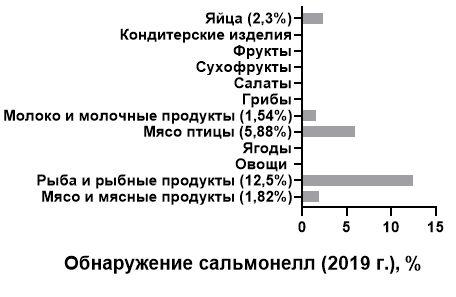 Яйца (2,3%)
Кондитерские изделия
Фрукты
Сухофрукты
Салаты
Грибы
Молоко и молочные продукты (1,54%)
Мясо птицы (5,88%)
Ягоды
Овощи
Рыба и рыбные продукты (12,5%)
Мясо и мясные продукты (1,82%)
0 5 10 15
Обнаружение сальмонелл (2019 г.), %